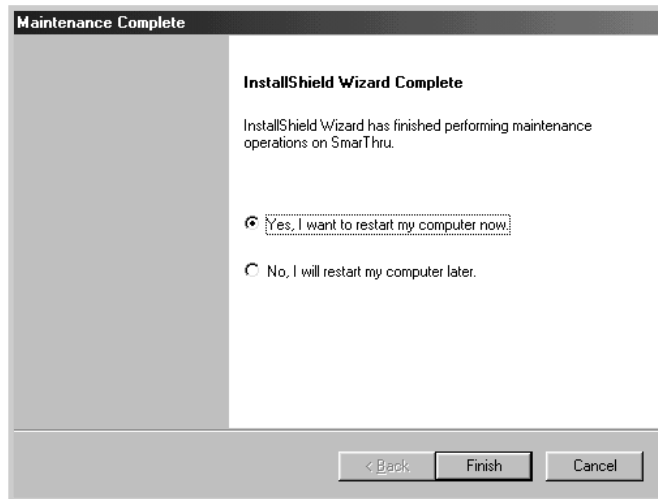 Maintenance Complete
InstallShield Wizard Complete
InstallShield Wizard has finished performing maintenance
operations on SmarThru.
Yes, I want to restart my computer now.
No, I will restart my computer later.
< Back
Finish
Cancel